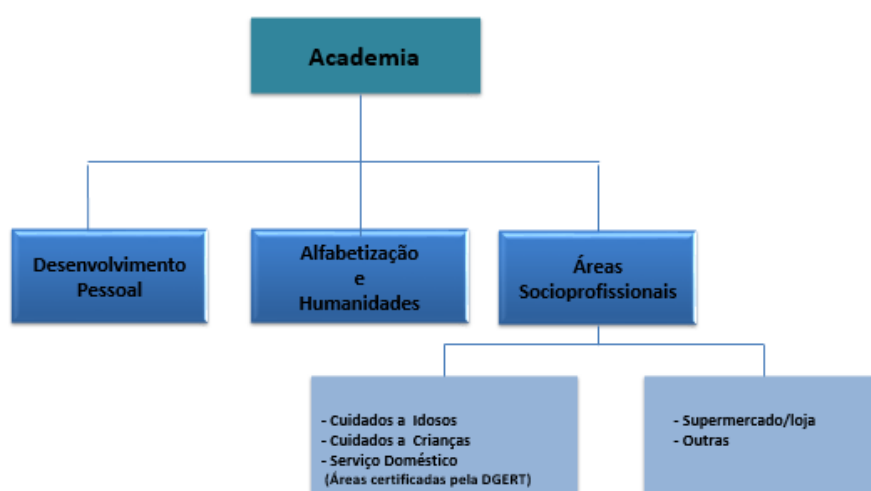 Academia
Desenvolvimento
Pessoal
Alfabetização
e
Humanidades
Áreas
Socioprofissionais
- Cuidados a Idosos
- Cuidados a Crianças
- Serviço Doméstico
(Áreas certificadas pela DGERT)
- Supermercado/loja
- Outras